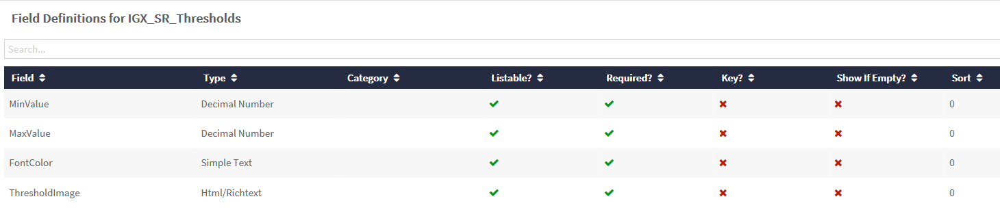 Field Definitions for IGX_SR_Thresholds
Search...
Field Type Category Listable? Required? Key? Show If Empty? Sort
MinValue Decimal Number 0
MaxValue Decimal Number 0
FontColor Simple Text 0
ThresholdImage Html/Richtext 0